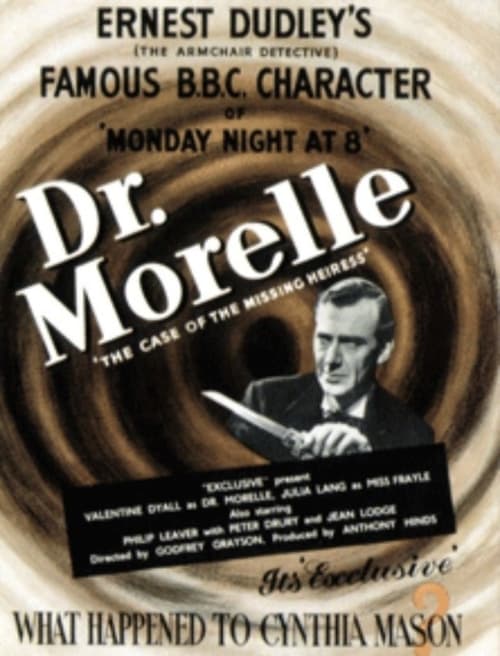 ERNEST DUDLEY'S
(THE ARMCHAIR DETECTIVE)
FAMOUS B.B.C. CHARACTER
OF
'MONDAY NIGHT AT 8'
Dr.
Morelle
'THE CASE OF THE MISSING HEIRESS'
"EXCLUSIVE" present
VALENTINE DYALL as DR. MORELLE, JULIA LANG as MISS FRAYLE
Also starring
PHILIP LEAVER with PETER DRURY and JEAN LODGE
Directed by GODFREY GRAYSON. Produced by ANTHONY HINDS
Its 'Exclusive'
WHAT HAPPENED TO CYNTHIA MASON ?